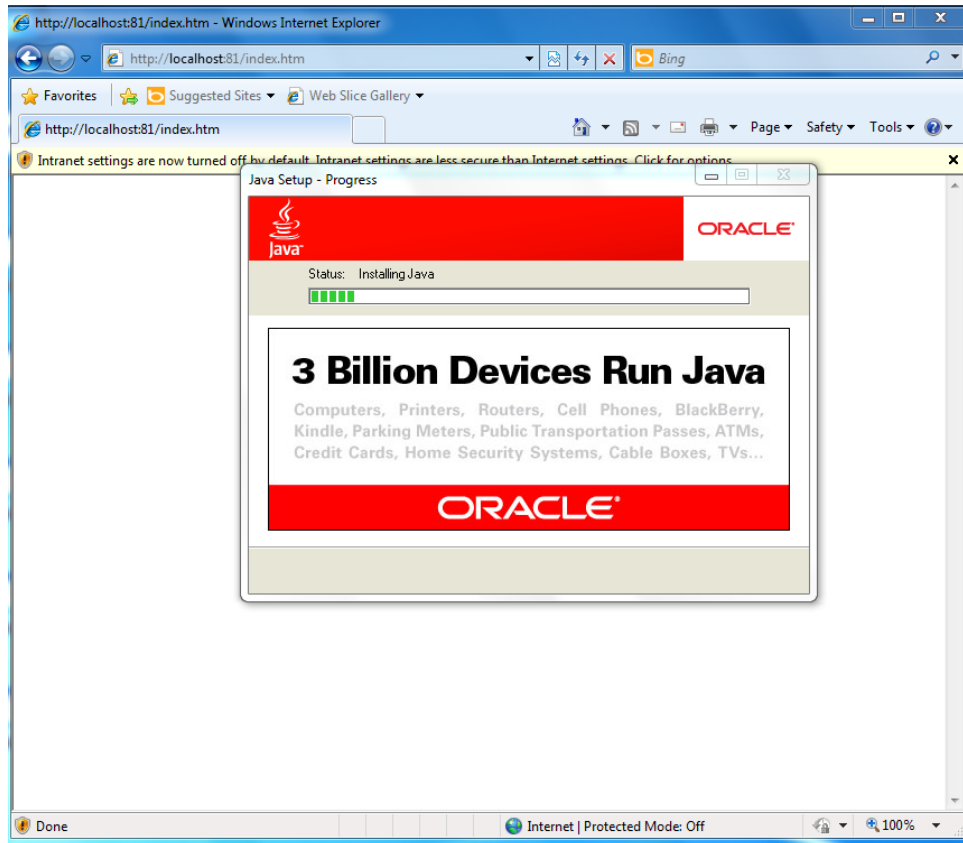 http://localhost:81/index.htm - Windows Internet Explorer
http://localhost:81/index.htm
Bing
Favorites Suggested Sites Web Slice Gallery
http://localhost:81/index.htm Page Safety Tools
Intranet settings are now turned off by default. Intranet settings are less secure than Internet settings. Click for options...
Java Setup - Progress
Java
ORACLE
Status: Installing Java
3 Billion Devices Run Java
Computers, Printers, Routers, Cell Phones, BlackBerry,
Kindle, Parking Meters, Public Transportation Passes, ATMs,
Credit Cards, Home Security Systems, Cable Boxes, TVs...
ORACLE
Done Internet | Protected Mode: Off 100%